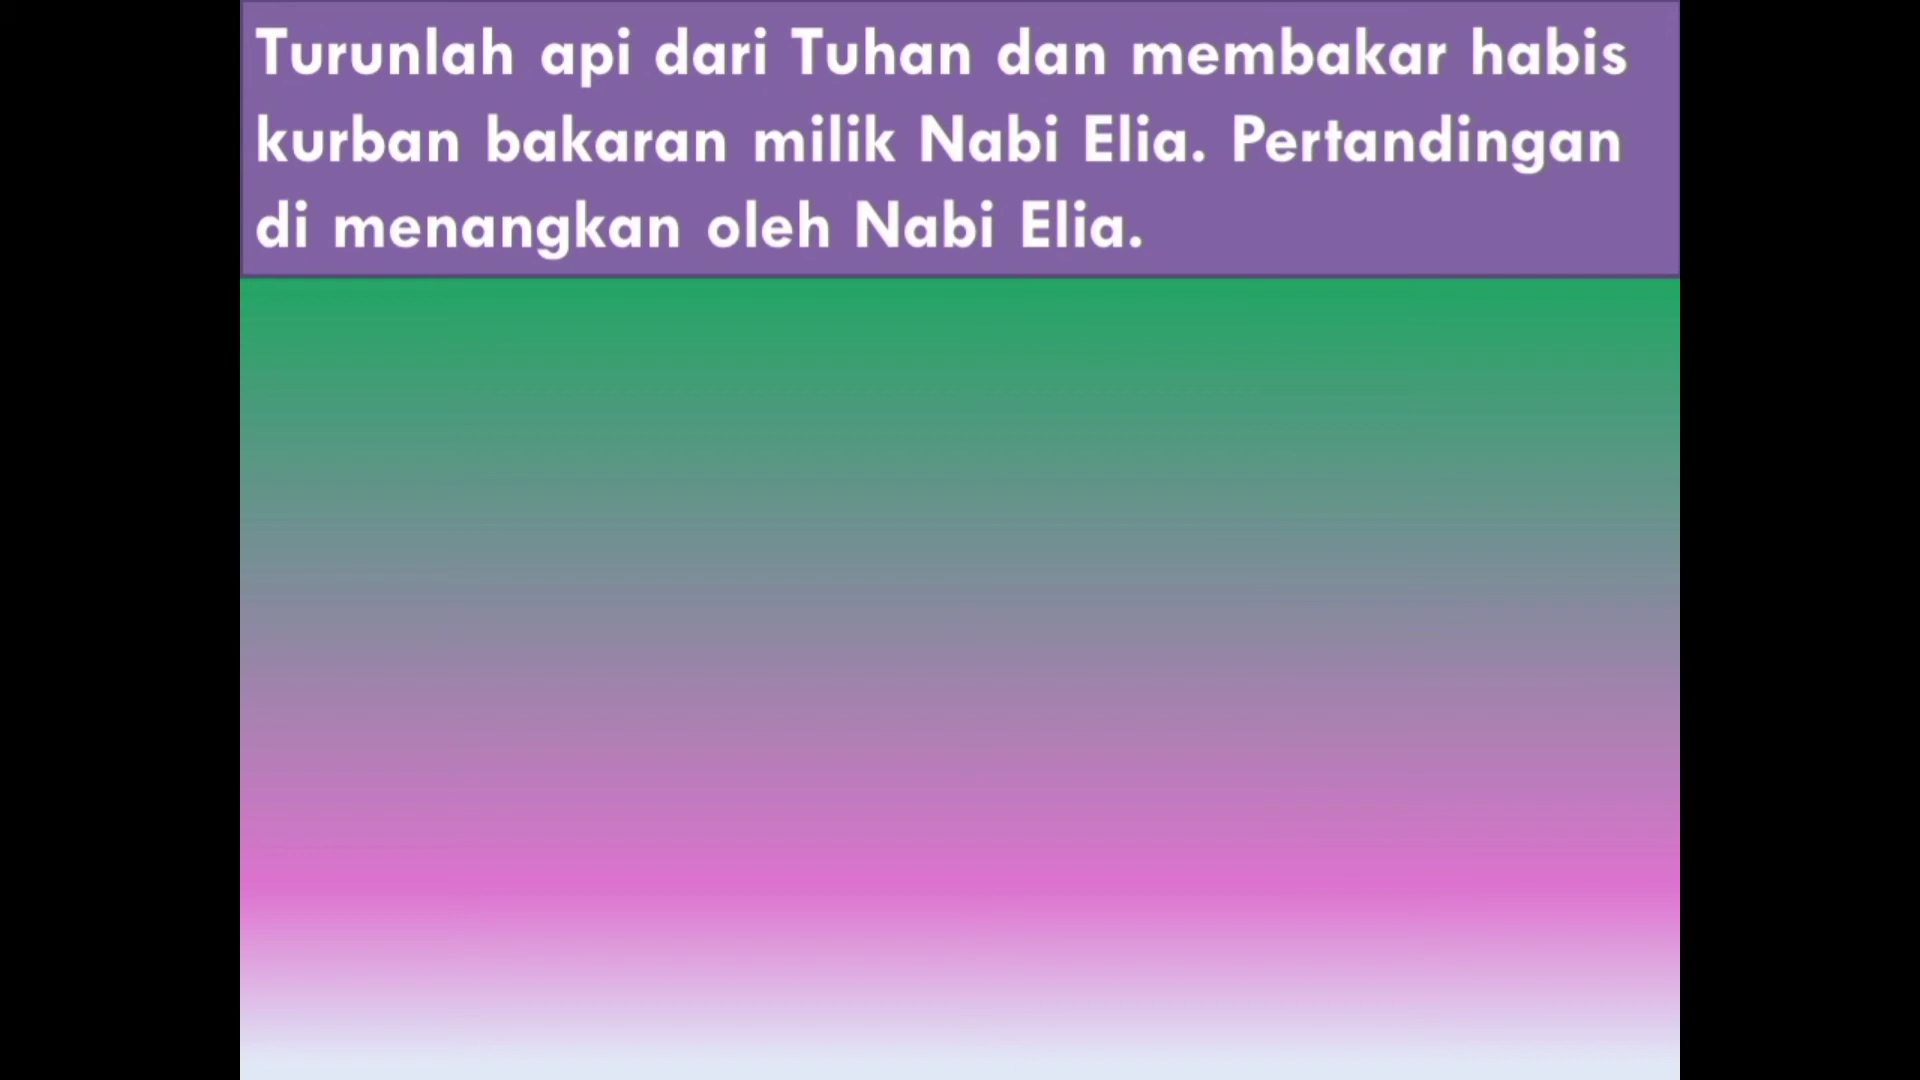 Turunlah api dari Tuhan dan membakar habis
kurban bakaran milik Nabi Elia. Pertandingan
di menangkan oleh Nabi Elia.